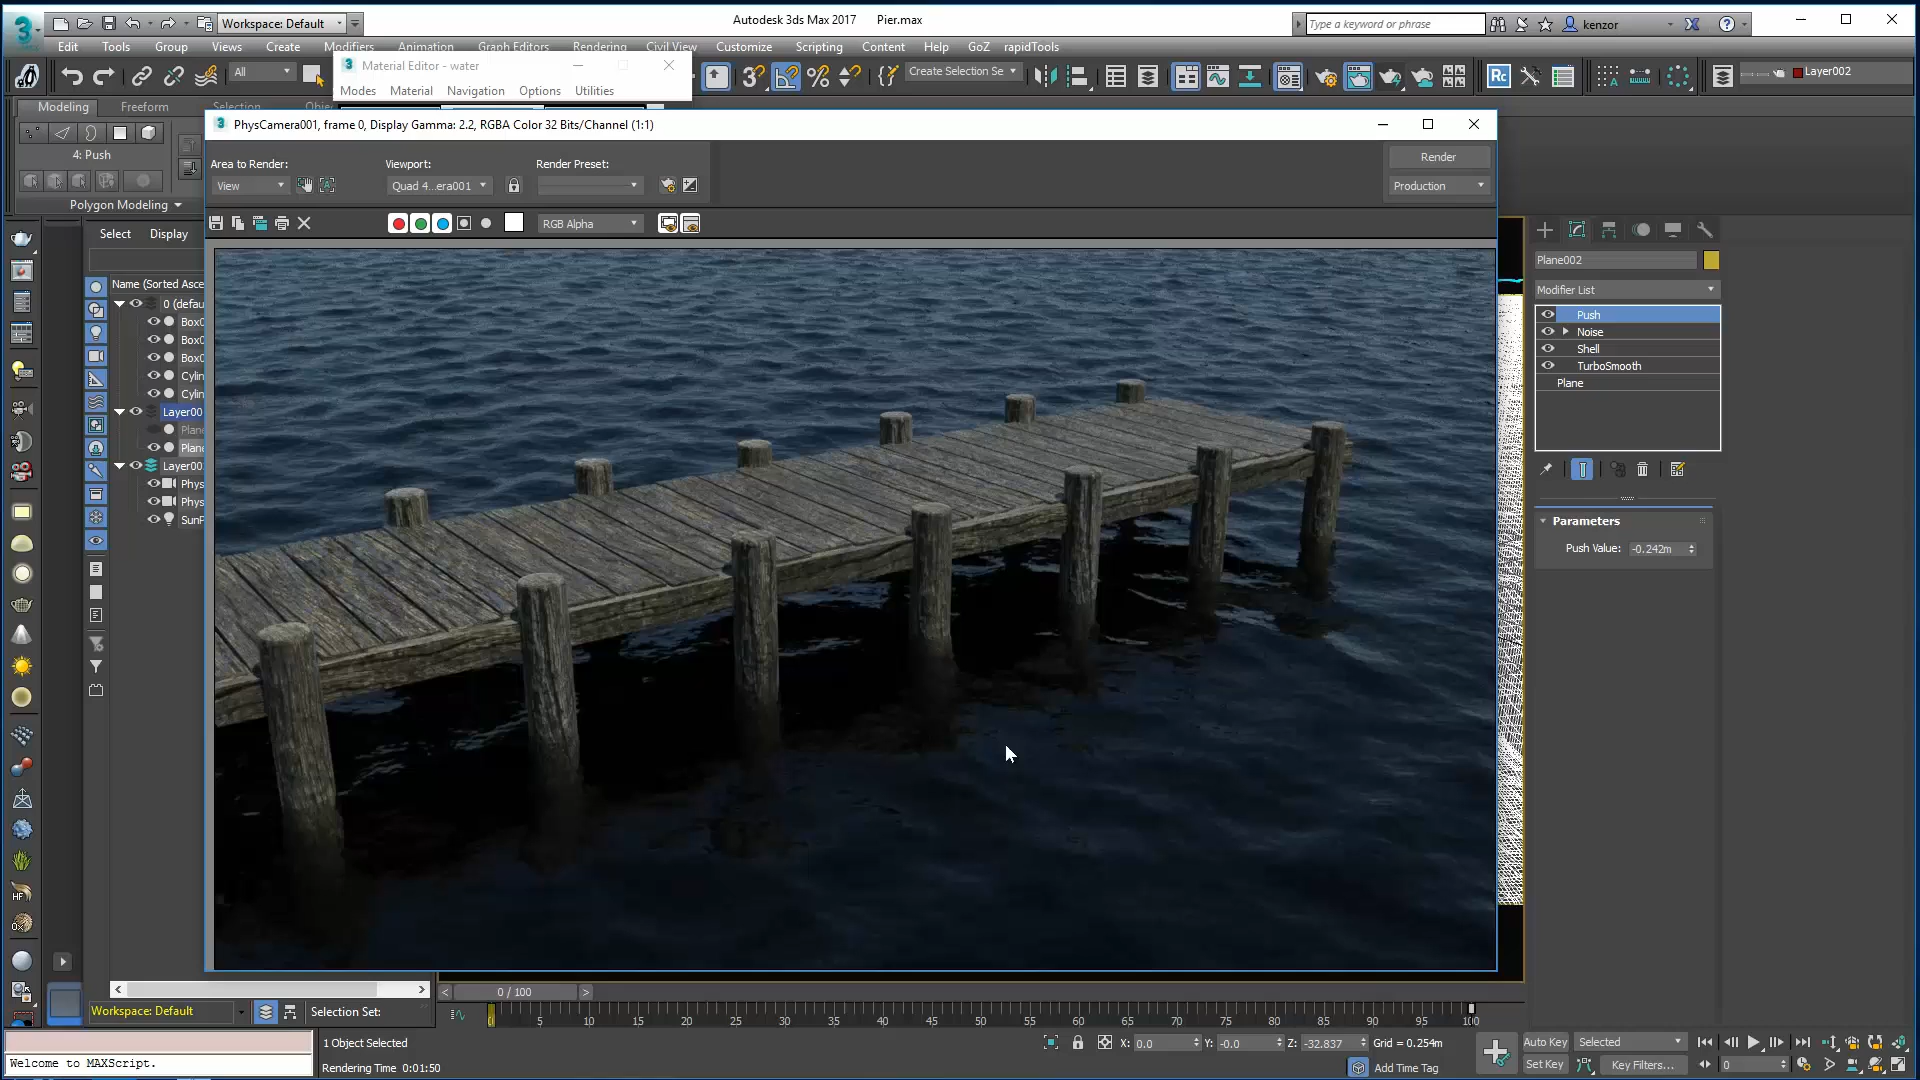 Workspace: Default
Autodesk 3ds Max 2017 Pier.max
Type a keyword or phrase
kenzor
Edit Tools Group Views Create Modifiers Animation Graph Editors Rendering Civil View Customize Scripting Content Help GoZ rapidTools
All
Create Selection Se
Layer002
Material Editor - water
Modes Material Navigation Options Utilities
Modeling Freeform Selection Obje
4: Push
Polygon Modeling
PhysCamera001, frame 0, Display Gamma: 2.2, RGBA Color 32 Bits/Channel (1:1)
Area to Render:
View
Viewport:
Quad 4...era001
Render Preset:
Render
Production
RGB Alpha
Select Display
Name (Sorted Asce
0 (defau
Box0
Box0
Box0
Cylin
Cylin
Layer00
Plane
Plane
Layer00
Phys
Phys
SunP
Plane002
Modifier List
Push
Noise
Shell
TurboSmooth
Plane
Parameters
Push Value: -0.242m
0 / 100
Workspace: Default
Selection Set:
0 5 10 15 20 25 30 35 40 45 50 55 60 65 70 75 80 85 90 95 100
1 Object Selected
X: 0.0 Y: -0.0 Z: -32.837 Grid = 0.254m
Auto Key Selected
Welcome to MAXScript.
Rendering Time 0:01:50
Add Time Tag
Set Key Key Filters...
0